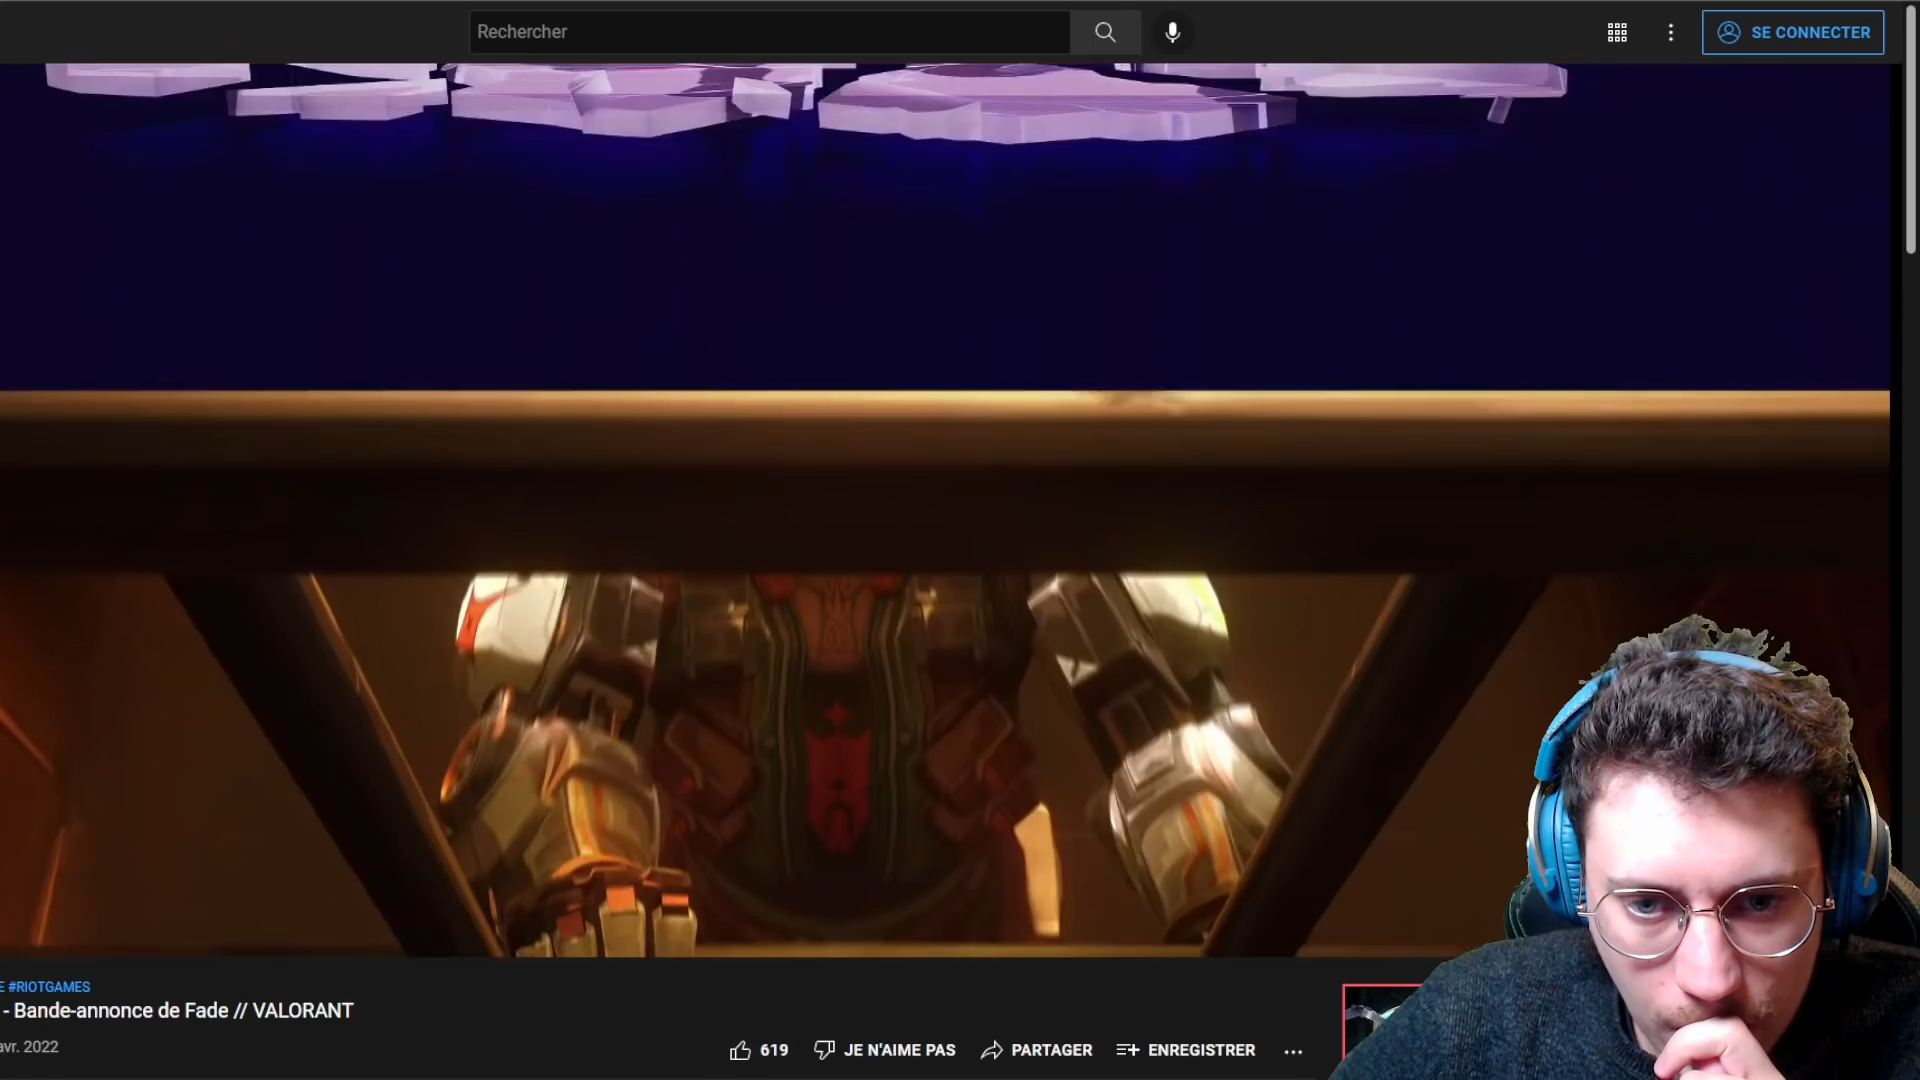 Rechercher
SE CONNECTER
E #RIOTGAMES
- Bande-annonce de Fade // VALORANT
avr. 2022
619
JE N'AIME PAS
PARTAGER
ENREGISTRER